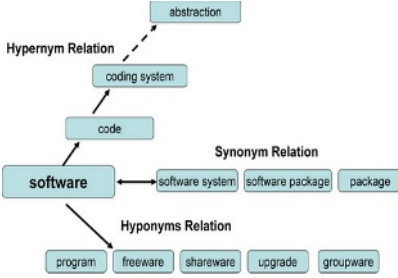 abstraction
Hypernym Relation
coding system
code
Synonym Relation
software
software system
software package
package
Hyponyms Relation
program
freeware
shareware
upgrade
groupware